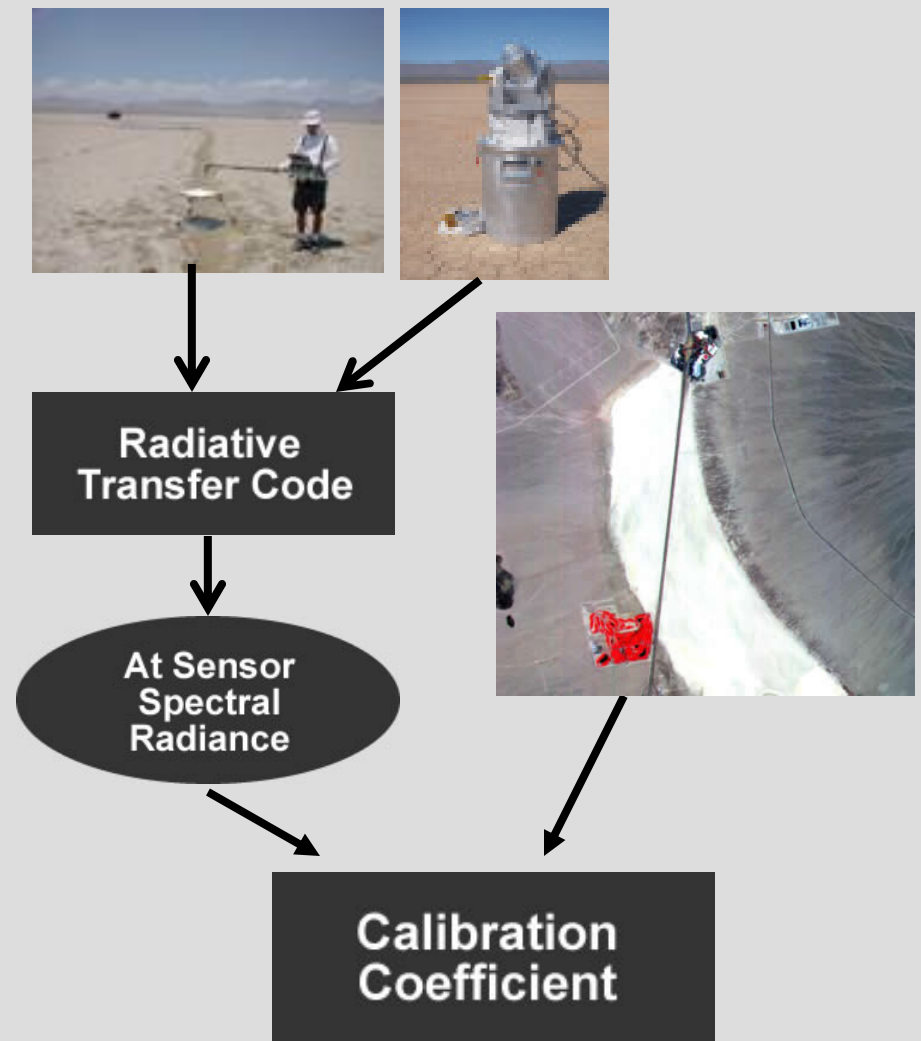 Radiative
Transfer Code
At Sensor
Spectral
Radiance
Calibration
Coefficient